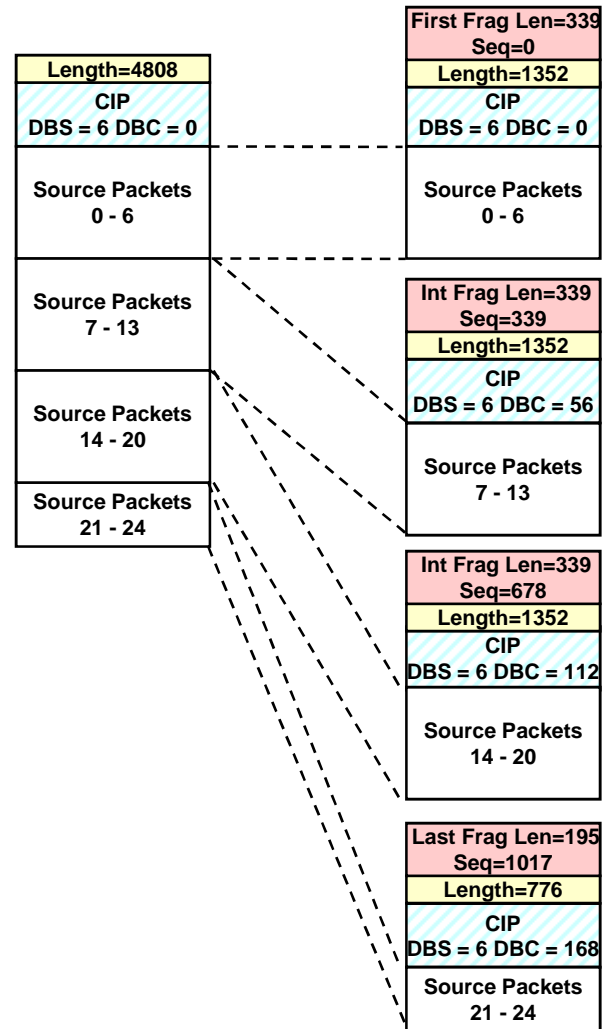 Length=4808
CIP
DBS = 6 DBC = 0
Source Packets
0 - 6
Source Packets
7 - 13
Source Packets
14 - 20
Source Packets
21 - 24
First Frag Len=339
Seq=0
Length=1352
CIP
DBS = 6 DBC = 0
Source Packets
0 - 6
Int Frag Len=339
Seq=339
Length=1352
CIP
DBS = 6 DBC = 56
Source Packets
7 - 13
Int Frag Len=339
Seq=678
Length=1352
CIP
DBS = 6 DBC = 112
Source Packets
14 - 20
Last Frag Len=195
Seq=1017
Length=776
CIP
DBS = 6 DBC = 168
Source Packets
21 - 24